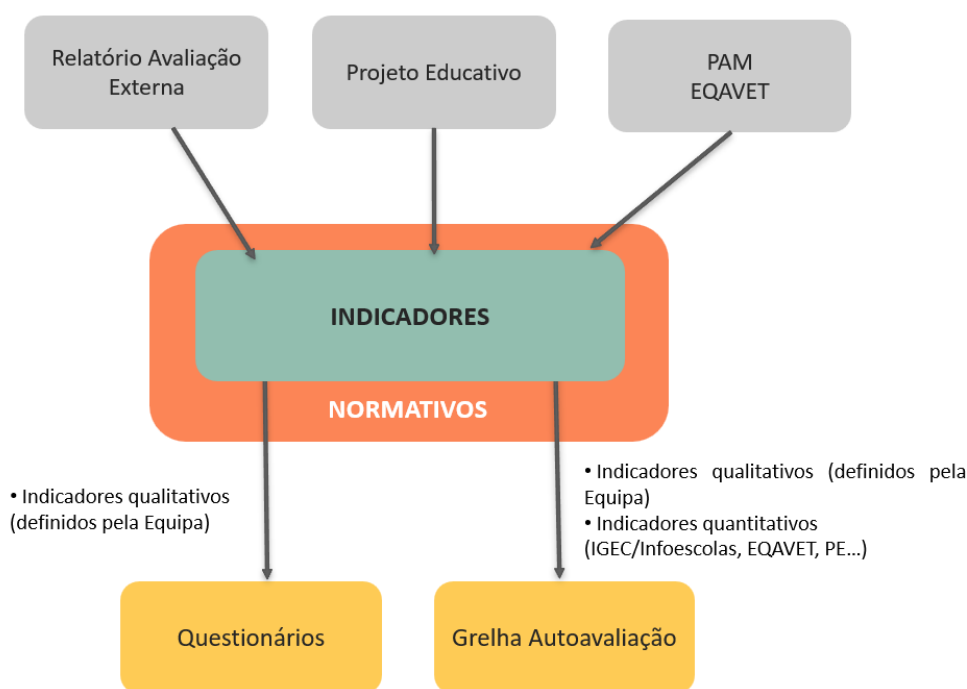 Relatório Avaliação
Externa
Projeto Educativo
PAM
EQAVET
INDICADORES
NORMATIVOS
• Indicadores qualitativos
(definidos pela Equipa)
• Indicadores qualitativos (definidos pela
Equipa)
• Indicadores quantitativos
(IGEC/Infoescolas, EQAVET, PE...)
Questionários
Grelha Autoavaliação